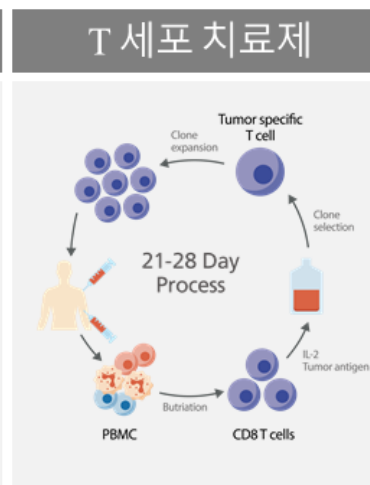 T 세포 치료제
Tumor specific
T cell
Clone
expansion
Clone
selection
21-28 Day
Process
IL-2
Tumor antigen
Butriation
PBMC
CD8 T cells